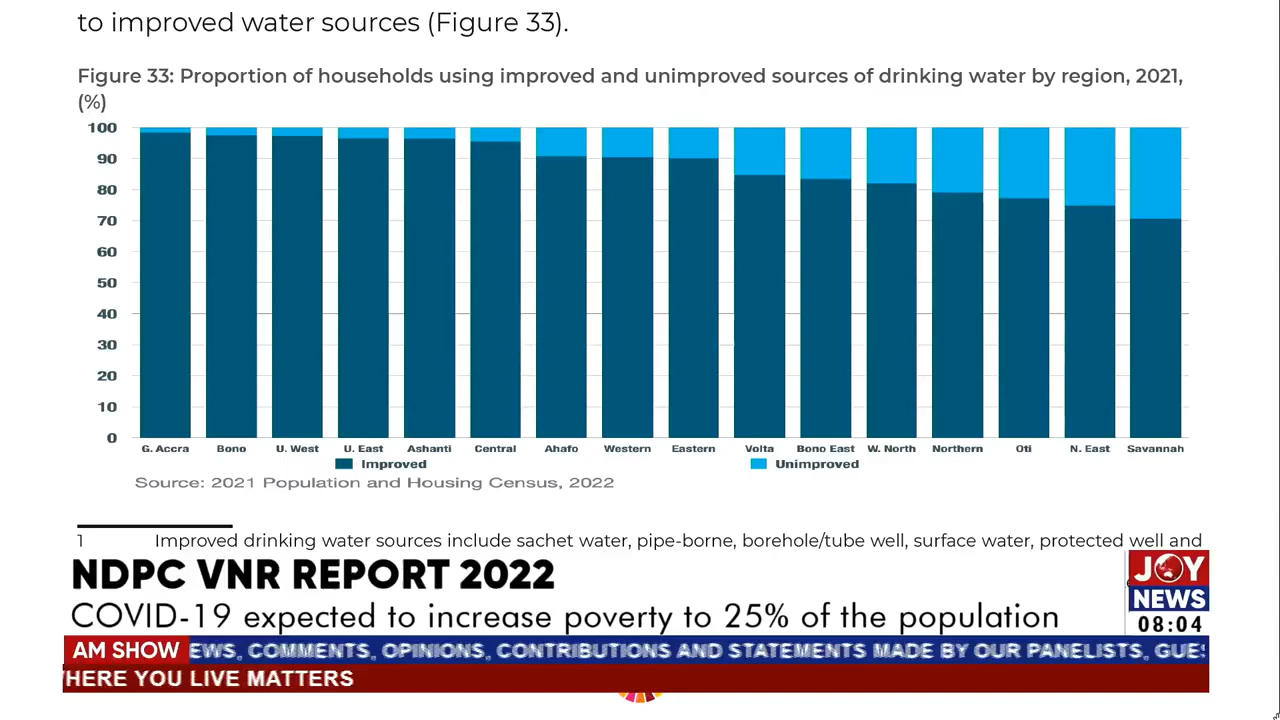 to improved water sources (Figure 33).
Figure 33: Proportion of households using improved and unimproved sources of drinking water by region, 2021,
(%)
100
90
80
70
60
50
40
30
20
10
0
G. Accra Bono U. West U. East Ashanti Central Ahafo Western Eastern Volta Bono East W. North Northern Oti N. East Savannah
Improved Unimproved
Source: 2021 Population and Housing Census, 2022
1 Improved drinking water sources include sachet water, pipe-borne, borehole/tube well, surface water, protected well and
NDPC VNR REPORT 2022
COVID-19 expected to increase poverty to 25% of the population
JOY
NEWS
08:04
AM SHOW EWS, COMMENTS, OPINIONS, CONTRIBUTIONS AND STATEMENTS MADE BY OUR PANELISTS, GUES
HERE YOU LIVE MATTERS